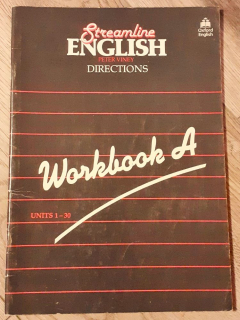 Streamline
ENGLISH
PETER VINEY
DIRECTIONS
Oxford
English
Workbook A
UNITS 1-30